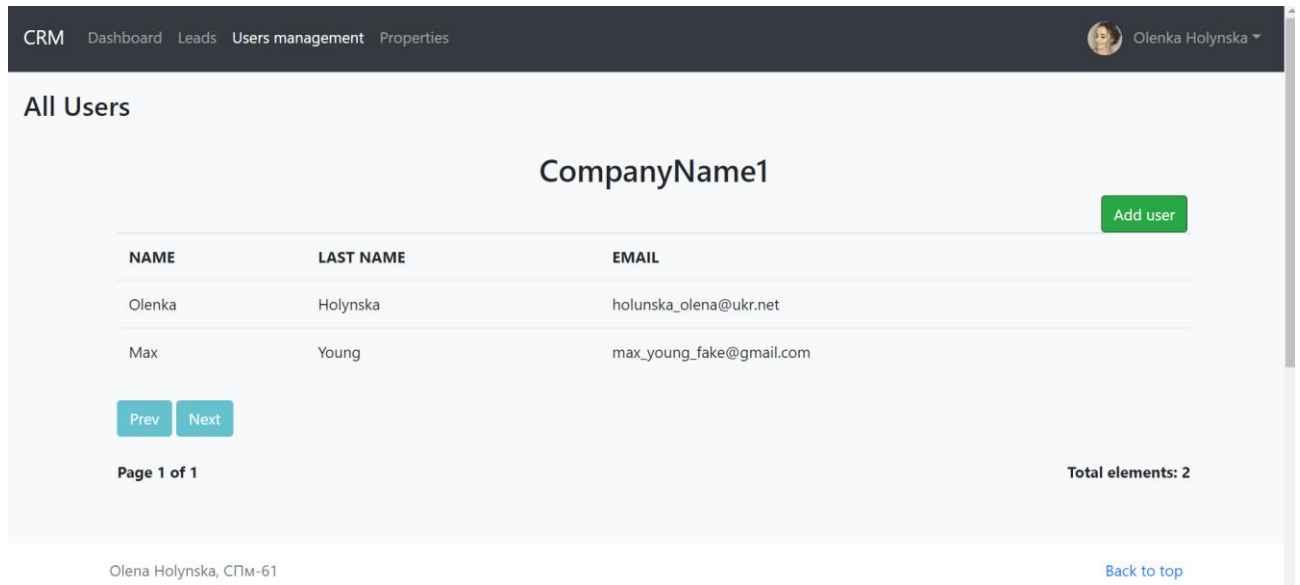 CRM Dashboard Leads Users management Properties Olenka Holynska
All Users
CompanyName1
Add user
NAME LAST NAME EMAIL
Olenka Holynska holunska_olena@ukr.net
Max Young max_young_fake@gmail.com
Prev Next
Page 1 of 1 Total elements: 2
Olena Holynska, СПм-61 Back to top